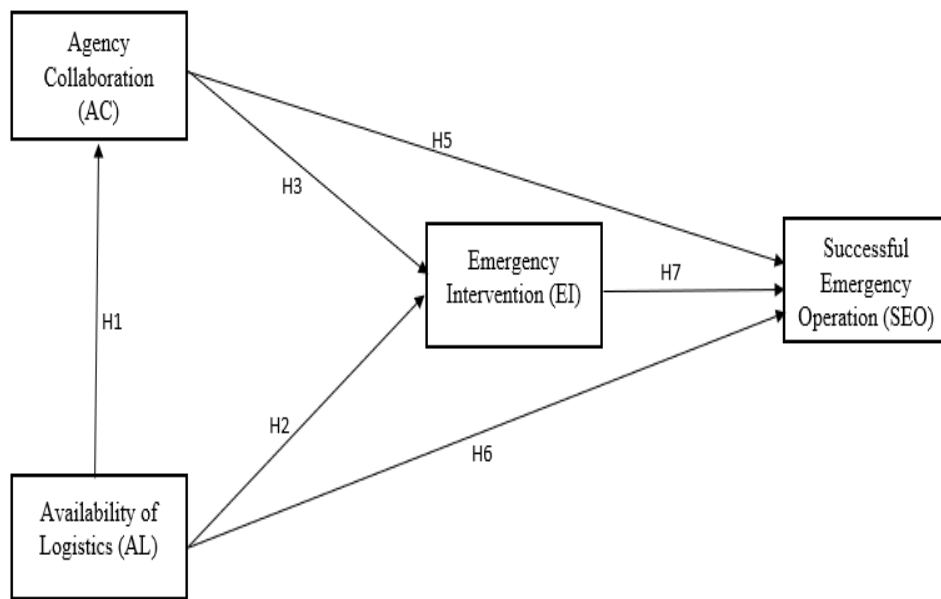 Agency
Collaboration
(AC)
H5
H3
Emergency
Intervention (EI)
H7
Successful
Emergency
Operation (SEO)
H1
H2
H6
Availability of
Logistics (AL)